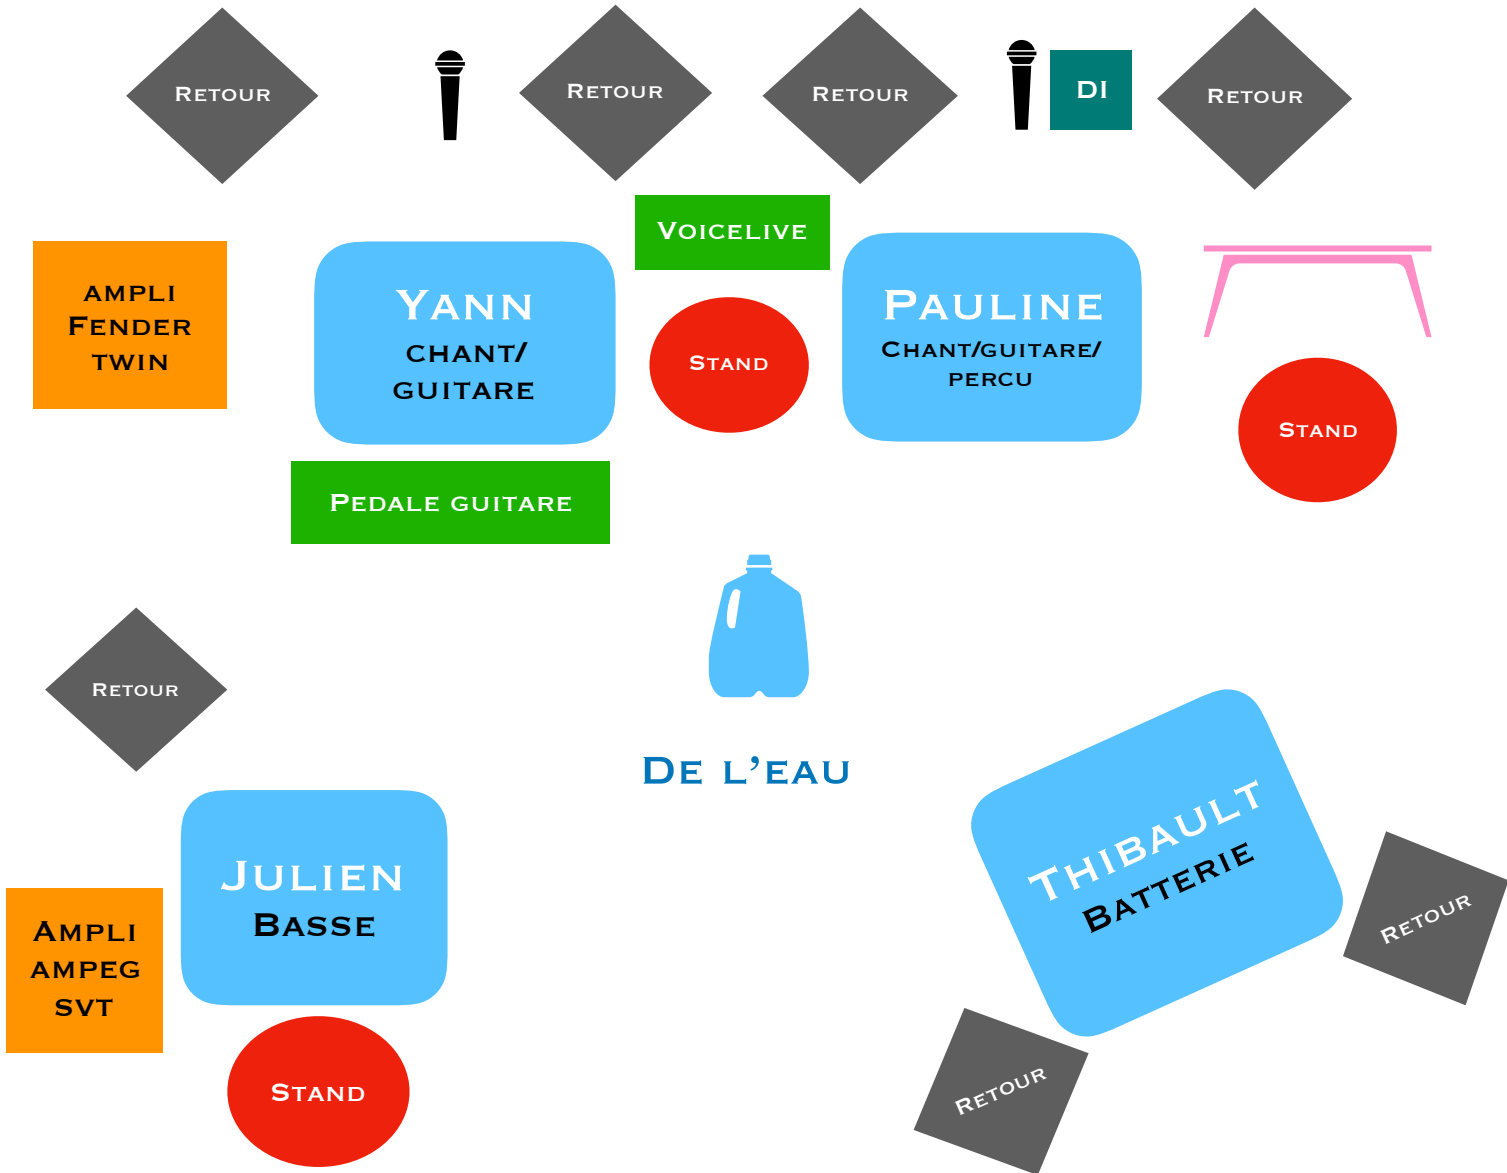 Retour
Retour
Retour
DI
Retour
Voicelive
ampli
Fender
twin
Yann
chant/
guitare
Stand
Pauline
Chant/guitare/
percu
Stand
Pedale guitare
Retour
De l’eau
Julien
Basse
Thibault
Batterie
Retour
Ampli
ampeg
svt
Stand
Retour